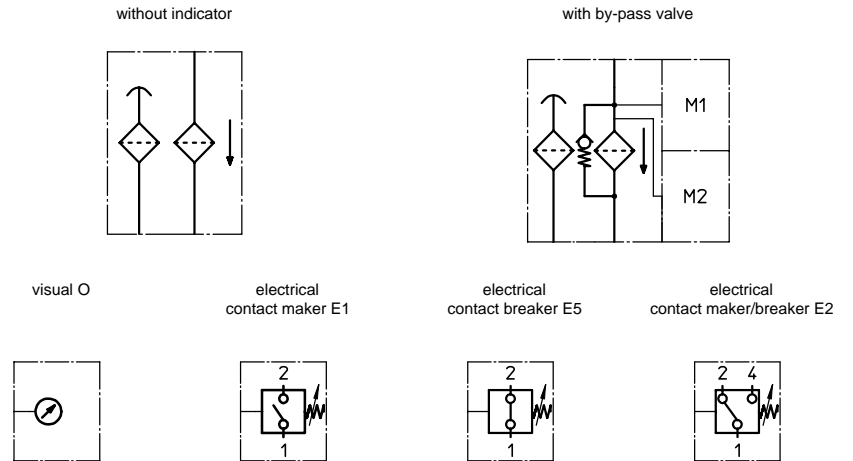 without indicator
with by-pass valve
M1
M2
visual O
electrical
contact maker E1
electrical
contact breaker E5
electrical
contact maker/breaker E2
2
1
2
1
2 4
1